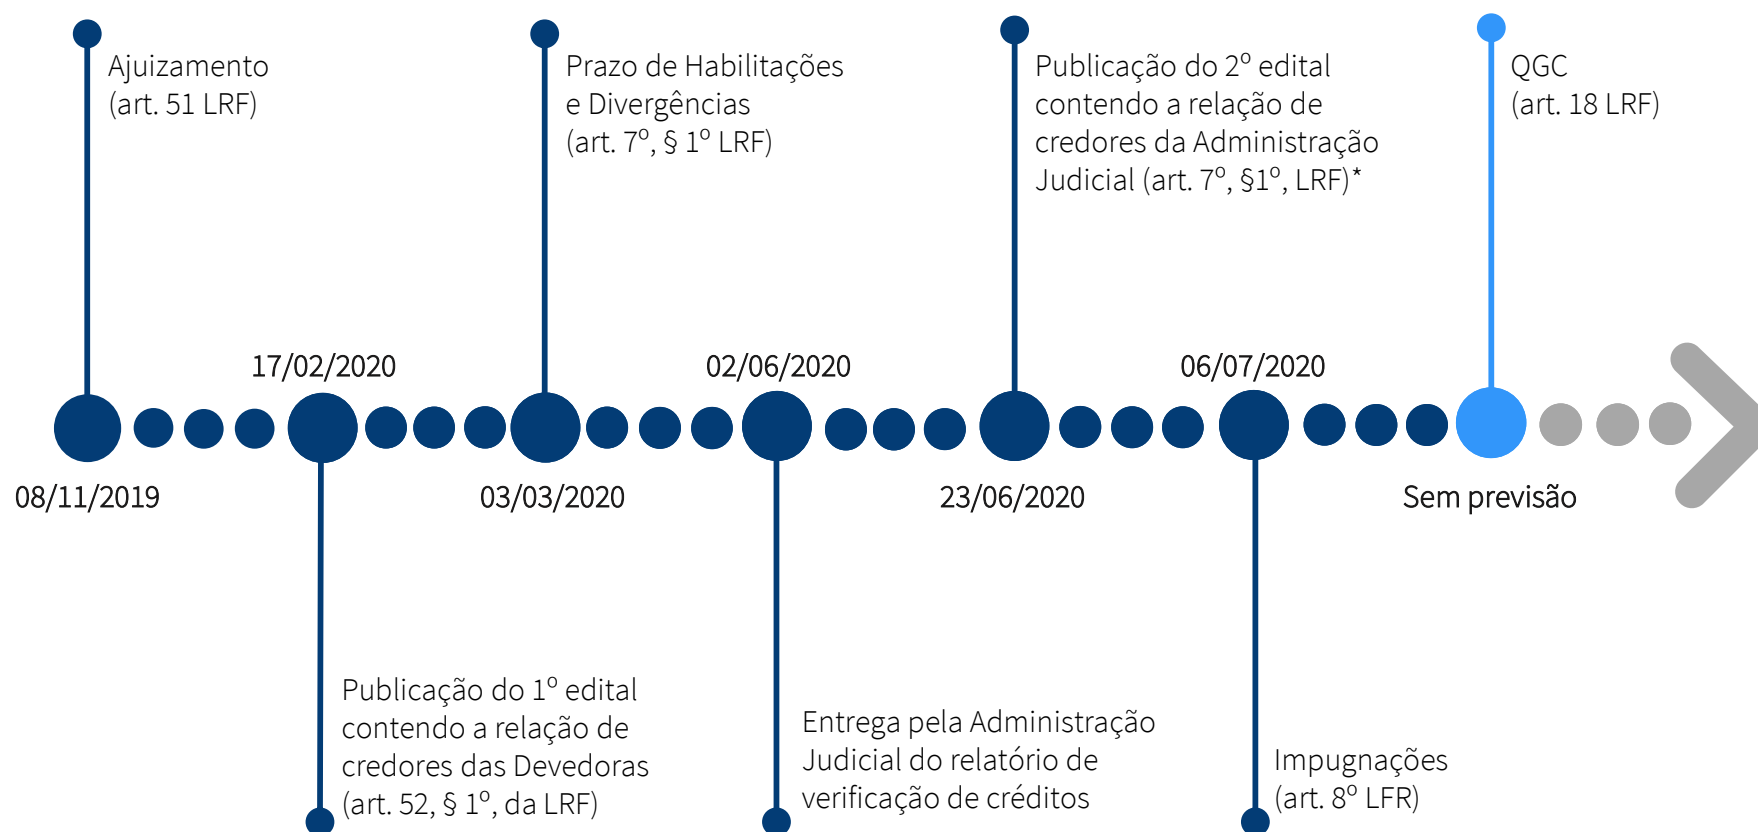 Ajuizamento
(art. 51 LRF)
Prazo de Habilitações
e Divergências
(art. 7º, § 1º LRF)
Publicação do 2º edital
contendo a relação de
credores da Administração
Judicial (art. 7º, §1º, LRF)*
QGC
(art. 18 LRF)
17/02/2020
02/06/2020
06/07/2020
08/11/2019
03/03/2020
23/06/2020
Sem previsão
Publicação do 1º edital
contendo a relação de
credores das Devedoras
(art. 52, § 1º, da LRF)
Entrega pela Administração
Judicial do relatório de
verificação de créditos
Impugnações
(art. 8º LFR)